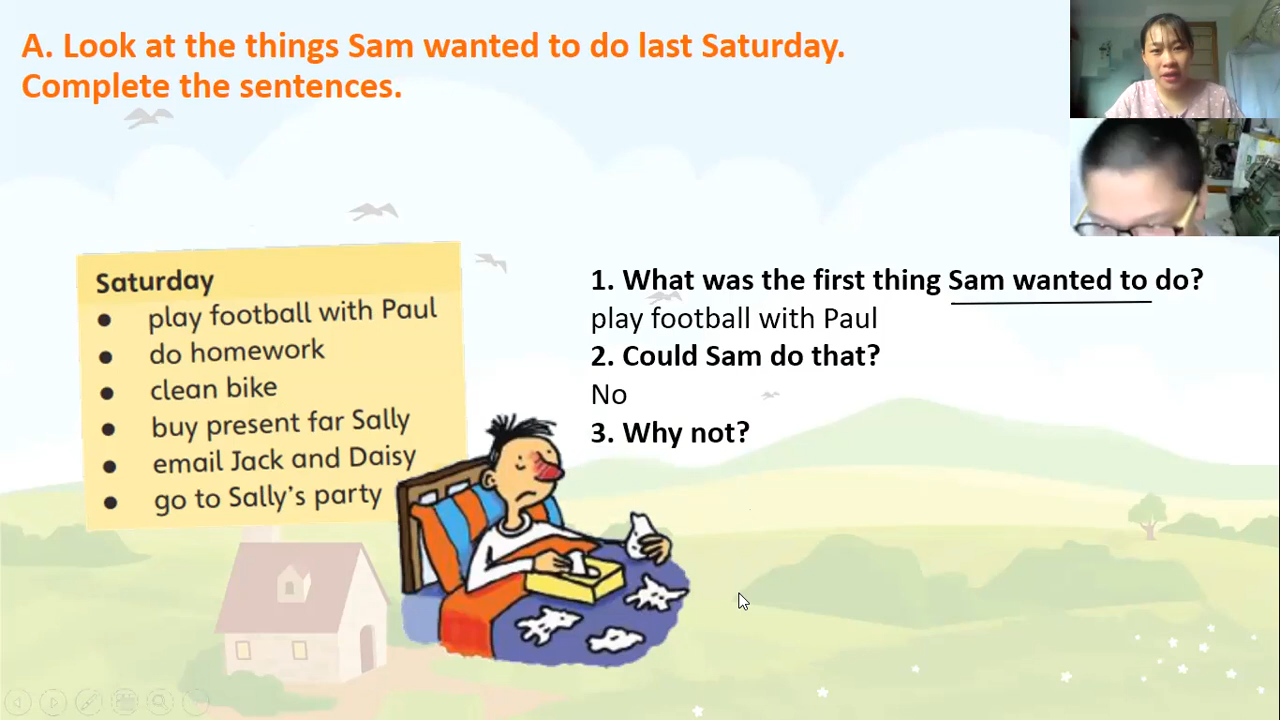 A. Look at the things Sam wanted to do last Saturday.
Complete the sentences.
Saturday
• play football with Paul
• do homework
• clean bike
• buy present far Sally
• email Jack and Daisy
• go to Sally's party
1. What was the first thing Sam wanted to do?
play football with Paul
2. Could Sam do that?
No
3. Why not?